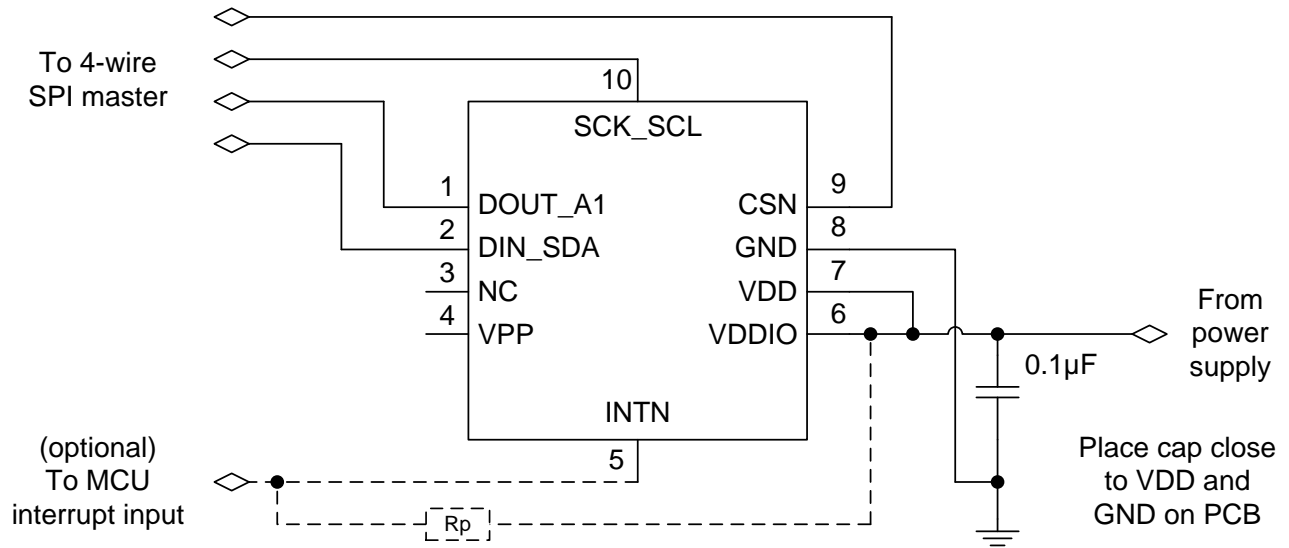 To 4-wire
SPI master
10
SCK_SCL
1
DOUT_A1
2
DIN_SDA
3
NC
4
VPP
9
CSN
8
GND
7
VDD
6
VDDIO
INTN
5
From
power
supply
0.1µF
Place cap close
to VDD and
GND on PCB
(optional)
To MCU
interrupt input
Rp